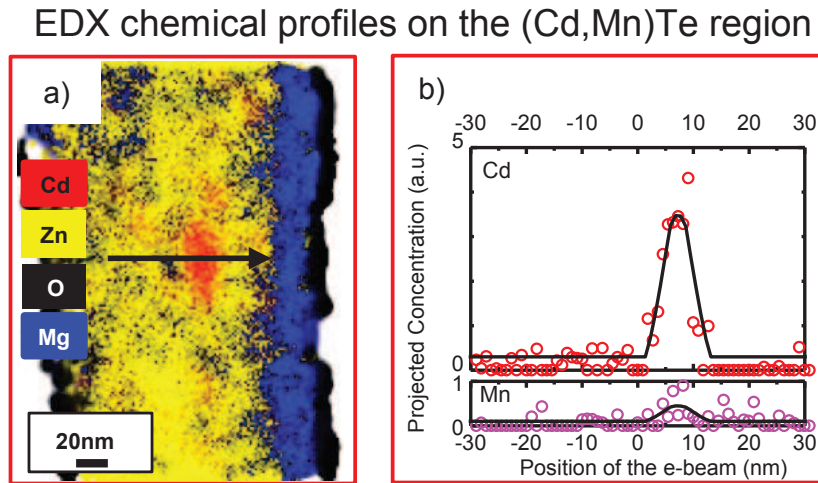 EDX chemical profiles on the (Cd,Mn)Te region
a)
Cd
Zn
O
Mg
20nm
b)
-30 -20 -10 0 10 20 30
5
Cd
0
1
Mn
0
-30 -20 -10 0 10 20 30
Projected Concentration (a.u.)
Position of the e-beam (nm)